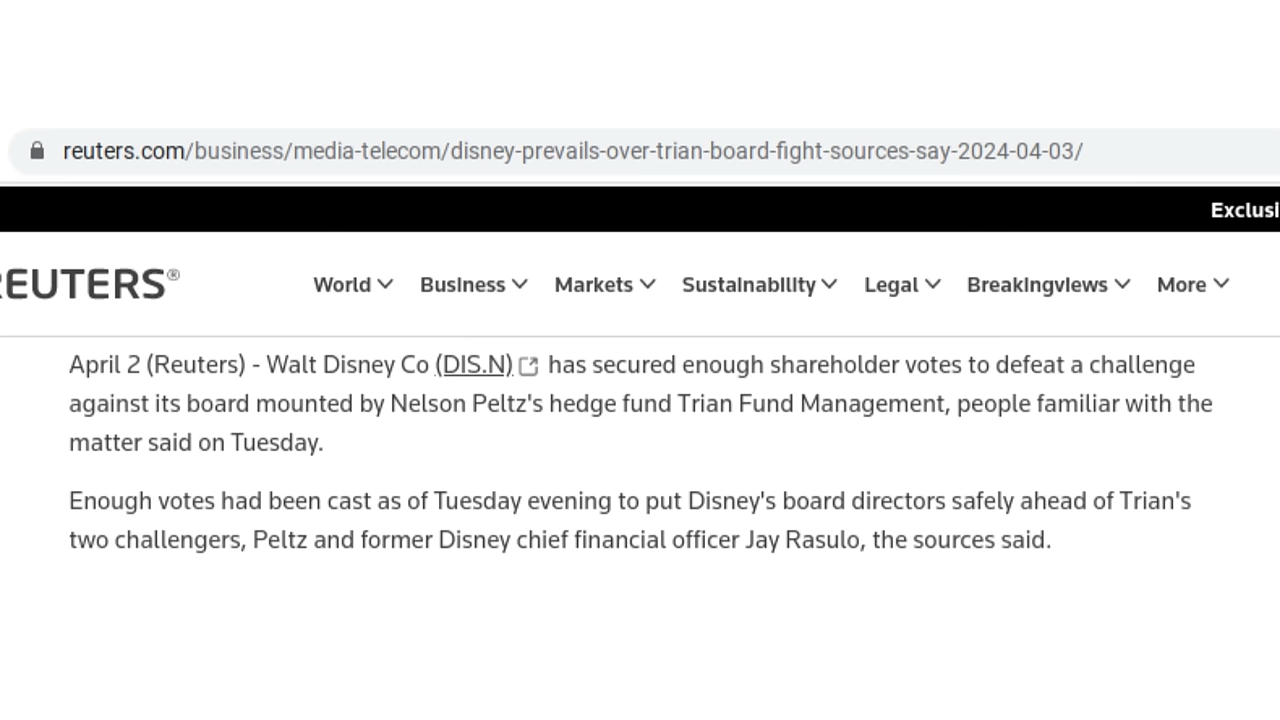 reuters.com/business/media-telecom/disney-prevails-over-trian-board-fight-sources-say-2024-04-03/
Exclusi
REUTERS®
World Business Markets Sustainability Legal Breakingviews More
April 2 (Reuters) - Walt Disney Co (DIS.N) has secured enough shareholder votes to defeat a challenge
against its board mounted by Nelson Peltz's hedge fund Trian Fund Management, people familiar with the
matter said on Tuesday.
Enough votes had been cast as of Tuesday evening to put Disney's board directors safely ahead of Trian's
two challengers, Peltz and former Disney chief financial officer Jay Rasulo, the sources said.